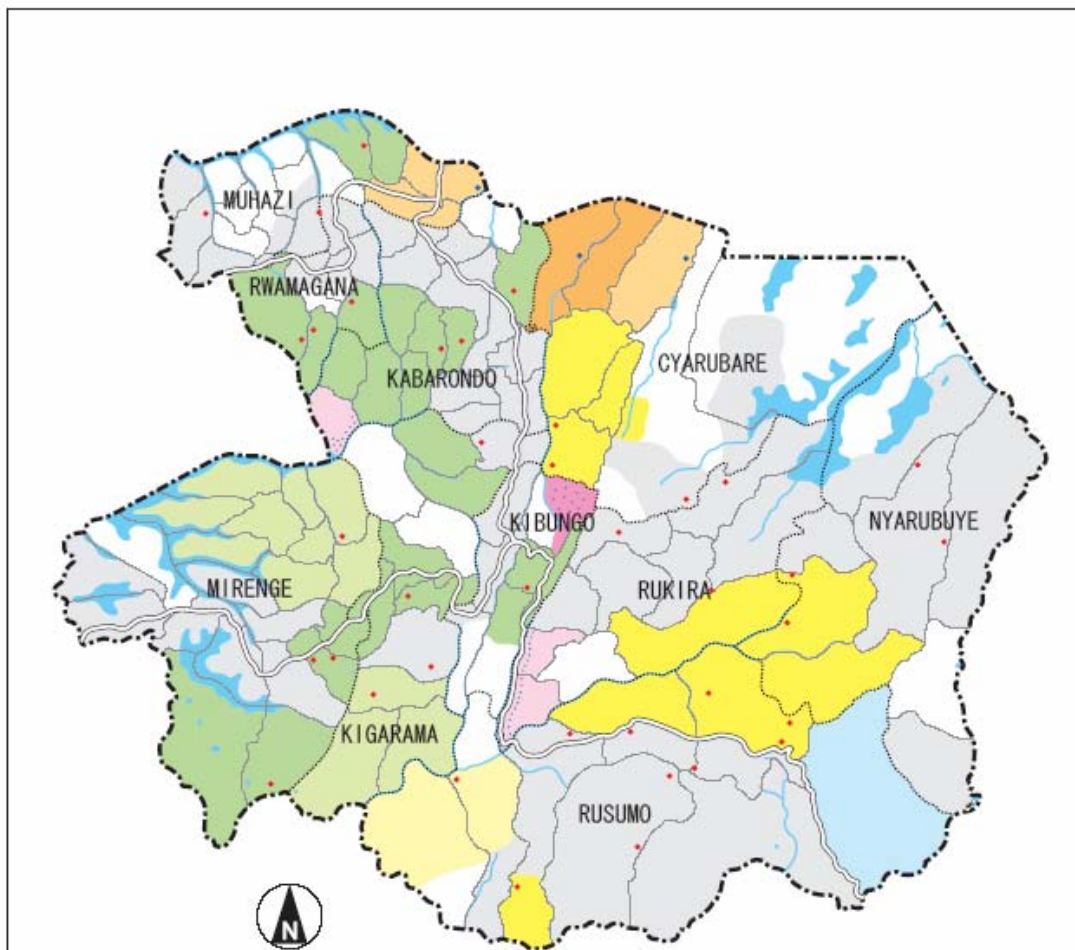 MUHAZI
RWAMAGANA
CYARUBARE
KABARONDO
KIBUNGO
NYARUBUYE
MIRENGE
RUKIRA
KIGARAMA
RUSUMO
N